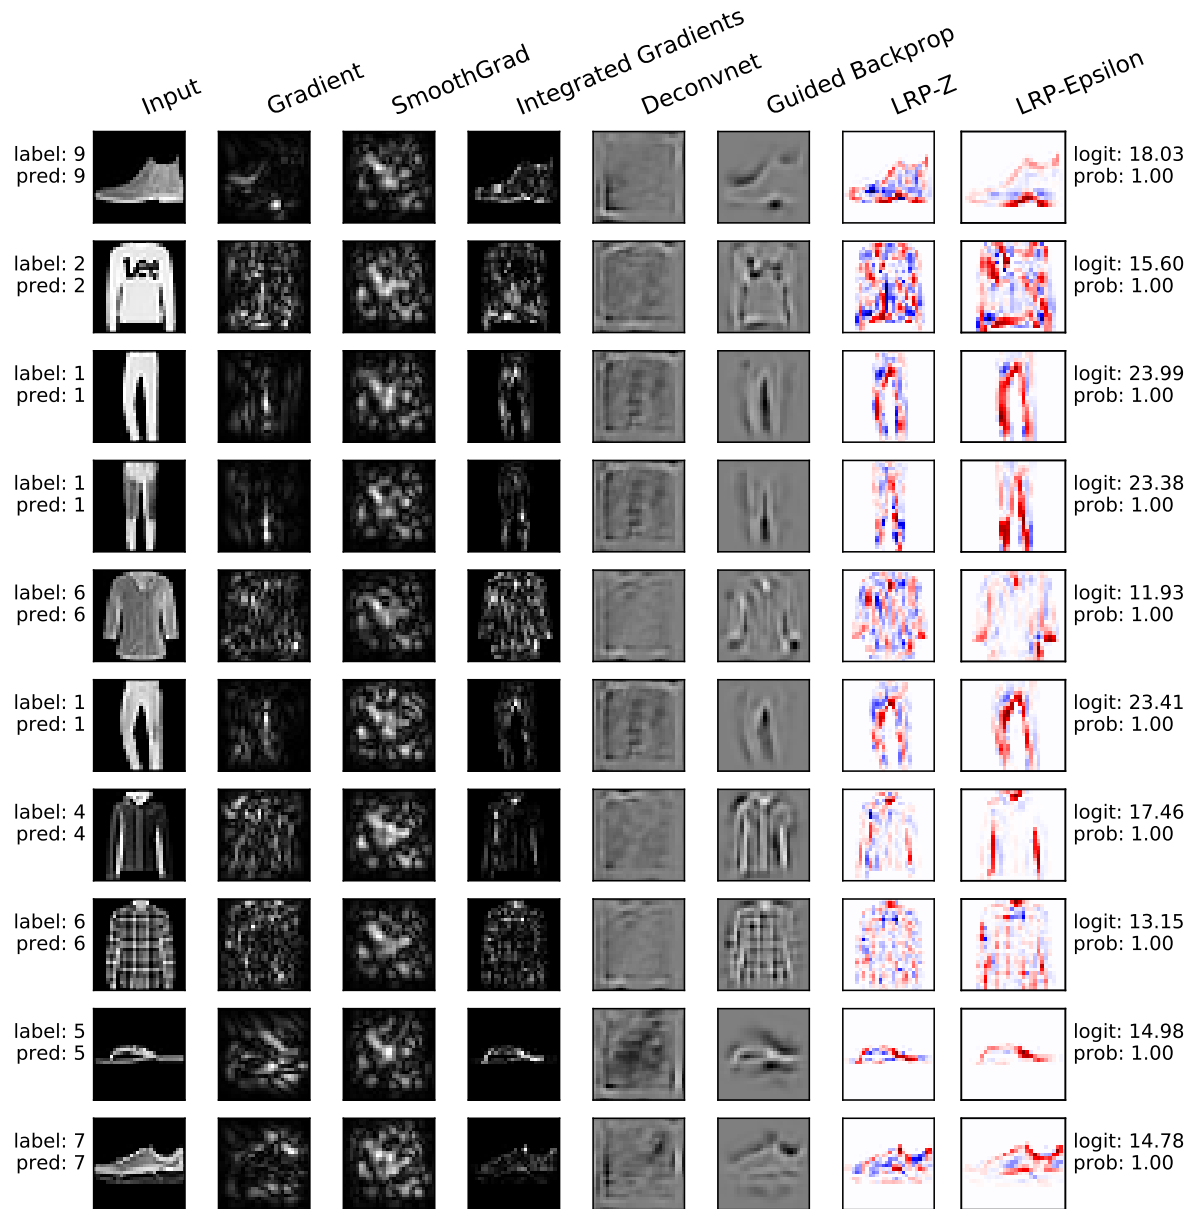 Input
Gradient
SmoothGrad
Integrated Gradients
Deconvnet
Guided Backprop
LRP-Z
LRP-Epsilon
label: 9
pred: 9
logit: 18.03
prob: 1.00
label: 2
pred: 2
Lee
logit: 15.60
prob: 1.00
label: 1
pred: 1
logit: 23.99
prob: 1.00
label: 1
pred: 1
logit: 23.38
prob: 1.00
label: 6
pred: 6
logit: 11.93
prob: 1.00
label: 1
pred: 1
logit: 23.41
prob: 1.00
label: 4
pred: 4
logit: 17.46
prob: 1.00
label: 6
pred: 6
logit: 13.15
prob: 1.00
label: 5
pred: 5
logit: 14.98
prob: 1.00
label: 7
pred: 7
logit: 14.78
prob: 1.00